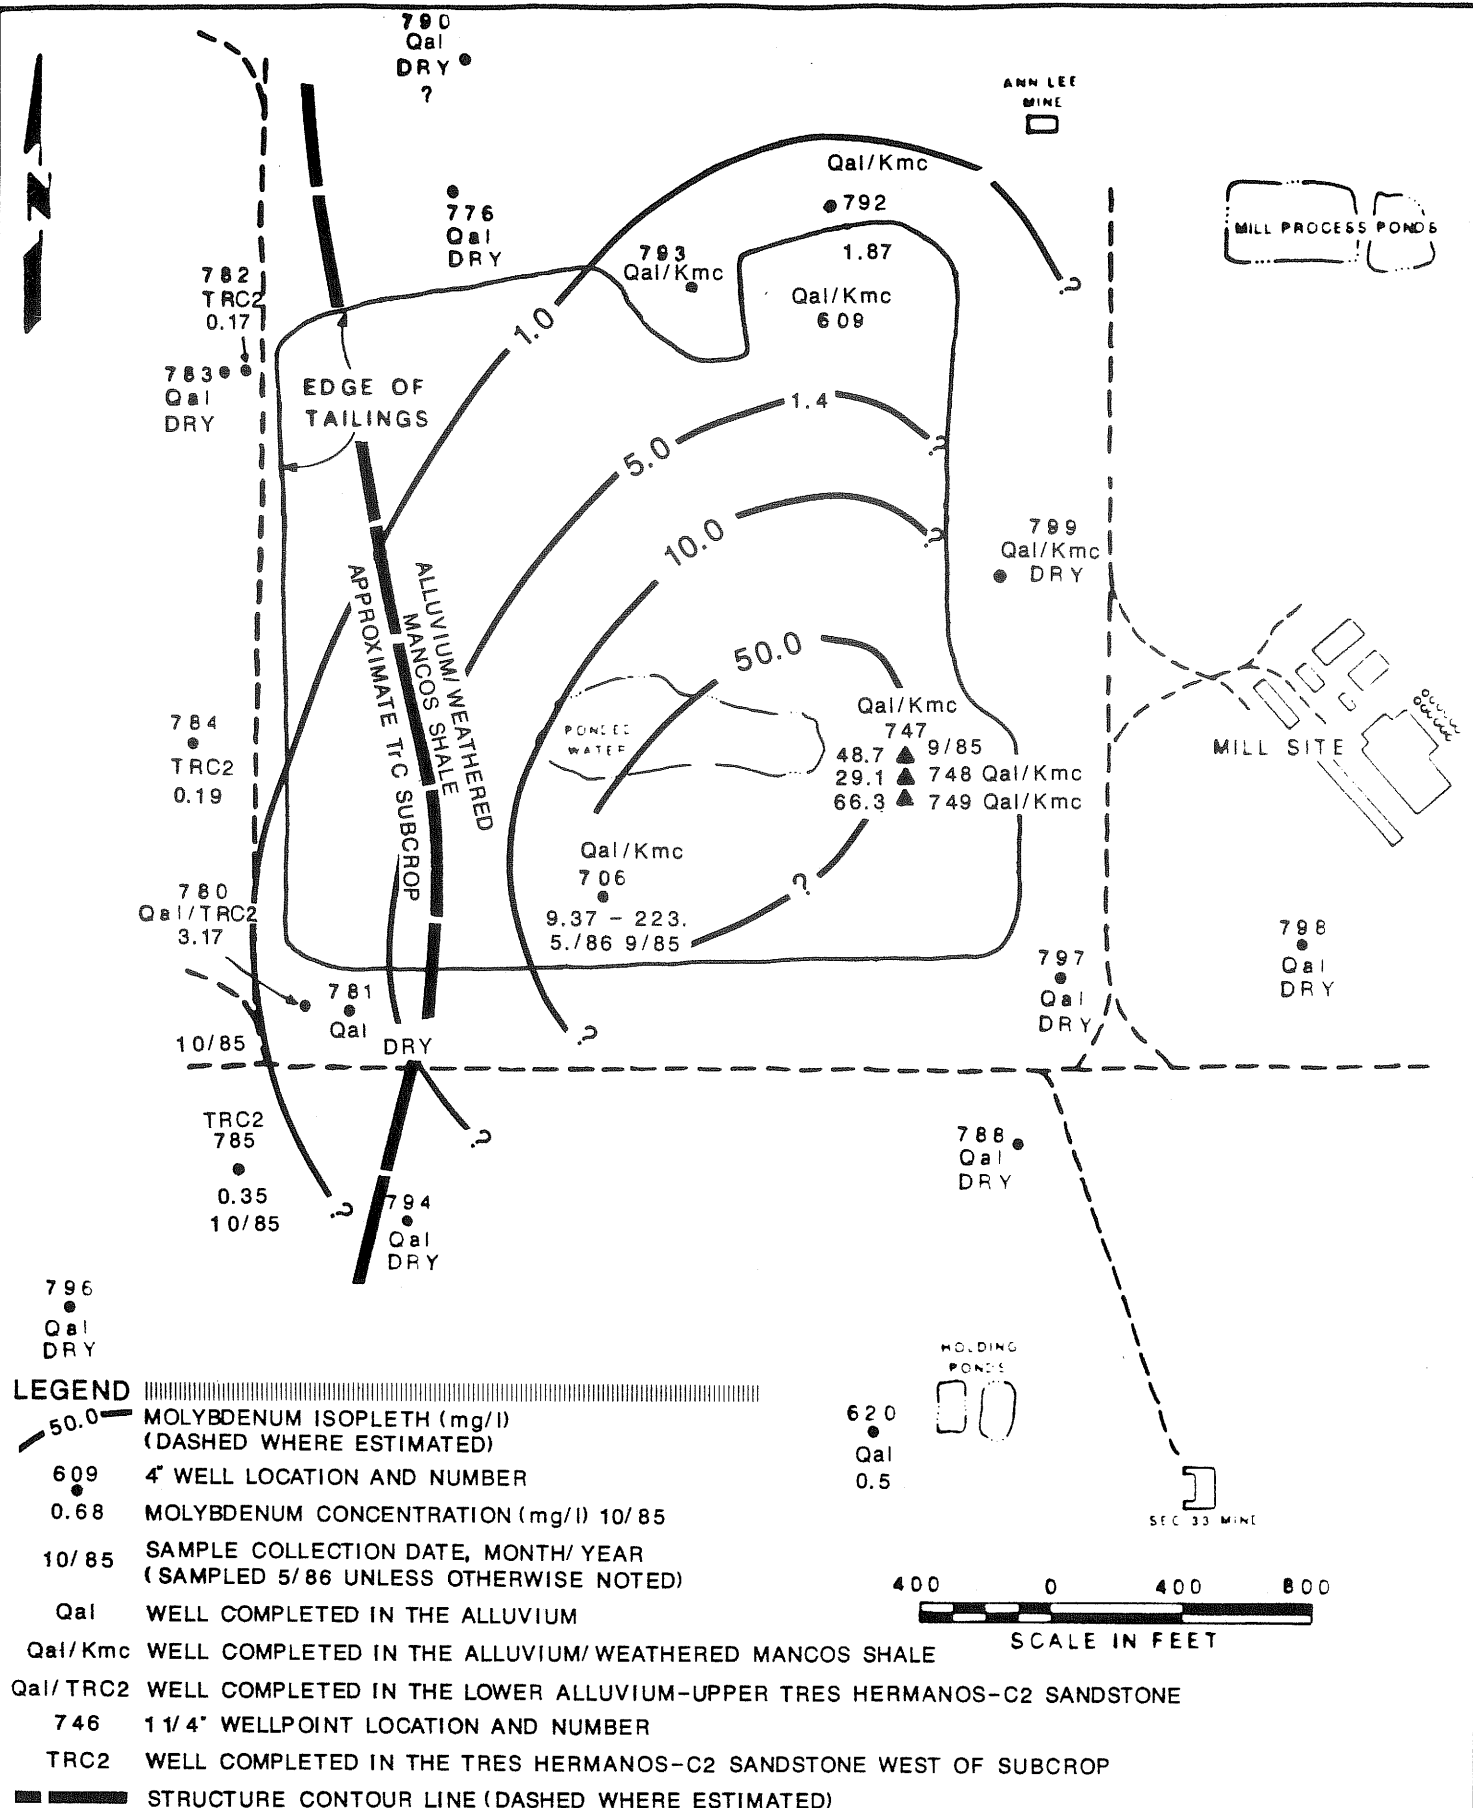 790
Qal
DRY
?
ANN LEE
MINE
N
Qal/Kmc
792
MILL PROCESS PONDS
776
Qal
DRY
793
Qal/Kmc
1.87
?
782
TRC2
0.17
Qal/Kmc
609
1.0
783
Qal
DRY
EDGE OF
TAILINGS
1.4
5.0
?
10.0
?
799
Qal/Kmc
DRY
ALLUVIUM/WEATHERED
MANCOS SHALE
APPROXIMATE TrC SUBCROP
50.0
784
TRC2
0.19
PONDED
WATER
Qal/Kmc
747
48.7 9/85
29.1 748 Qal/Kmc
66.3 749 Qal/Kmc
MILL SITE
Qal/Kmc
706
9.37 - 223.
5./86 9/85
?
780
Qal/TRC2
3.17
798
Qal
DRY
797
Qal
DRY
781
Qal
DRY
?
10/85
TRC2
785
0.35
10/85
?
?
788
Qal
DRY
794
Qal
DRY
796
Qal
DRY
HOLDING
PONDS
620
Qal
0.5
SEC 33 MINE
LEGEND
50.0 MOLYBDENUM ISOPLETH (mg/l)
(DASHED WHERE ESTIMATED)
609 4" WELL LOCATION AND NUMBER
0.68 MOLYBDENUM CONCENTRATION (mg/l) 10/85
10/85 SAMPLE COLLECTION DATE, MONTH/YEAR
(SAMPLED 5/86 UNLESS OTHERWISE NOTED)
Qal WELL COMPLETED IN THE ALLUVIUM
Qal/Kmc WELL COMPLETED IN THE ALLUVIUM/WEATHERED MANCOS SHALE
Qal/TRC2 WELL COMPLETED IN THE LOWER ALLUVIUM-UPPER TRES HERMANOS-C2 SANDSTONE
746 1 1/4" WELLPOINT LOCATION AND NUMBER
TRC2 WELL COMPLETED IN THE TRES HERMANOS-C2 SANDSTONE WEST OF SUBCROP
STRUCTURE CONTOUR LINE (DASHED WHERE ESTIMATED)
400 0 400 800
SCALE IN FEET